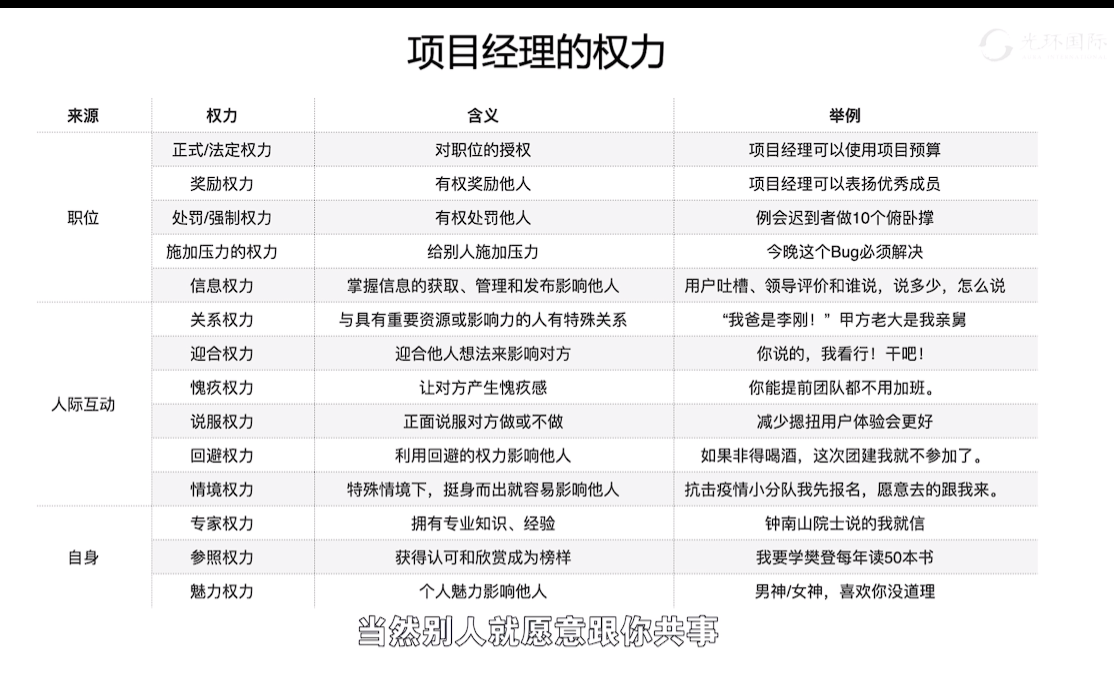 项目经理的权力
光环国际
来源 权力 含义 举例
职位
正式/法定权力 对职位的授权 项目经理可以使用项目预算
奖励权力 有权奖励他人 项目经理可以表扬优秀成员
处罚/强制权力 有权处罚他人 例会迟到者做10个俯卧撑
施加压力的权力 给别人施加压力 今晚这个Bug必须解决
信息权力 掌握信息的获取、管理和发布影响他人 用户吐槽、领导评价和谁说，说多少，怎么说
人际互动
关系权力 与具有重要资源或影响力的人有特殊关系 “我爸是李刚！”甲方老大是我亲舅
迎合权力 迎合他人想法来影响对方 你说的，我看行！干吧！
愧疚权力 让对方产生愧疚感 你能提前团队都不用加班。
说服权力 正面说服对方做或不做 减少摁扭用户体验会更好
回避权力 利用回避的权力影响他人 如果非得喝酒，这次团建我就不参加了。
情境权力 特殊情境下，挺身而出就容易影响他人 抗击疫情小分队我先报名，愿意去的跟我来。
自身
专家权力 拥有专业知识、经验 钟南山院士说的我就信
参照权力 获得认可和欣赏成为榜样 我要学樊登每年读50本书
魅力权力 个人魅力影响他人 男神/女神，喜欢你没道理
当然别人就愿意跟你共事